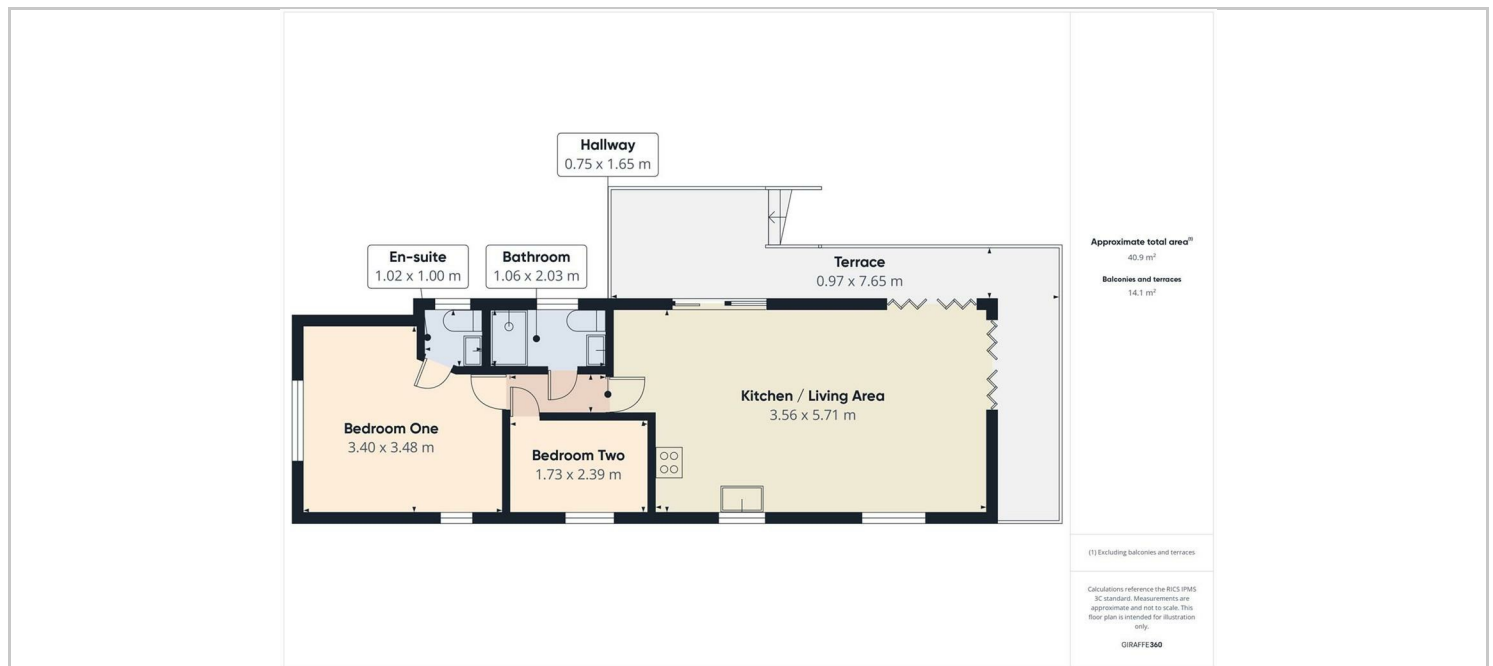 Hallway
0.75 x 1.65 m
En-suite
1.02 x 1.00 m
Bathroom
1.06 x 2.03 m
Terrace
0.97 x 7.65 m
Kitchen / Living Area
3.56 x 5.71 m
Bedroom One
3.40 x 3.48 m
Bedroom Two
1.73 x 2.39 m
Approximate total area⁽¹⁾
40.9 m²
Balconies and terraces
14.1 m²
(1) Excluding balconies and terraces
Calculations reference the RICS IPMS
3C standard. Measurements are
approximate and not to scale. This
floor plan is intended for illustration
only.
GIRAFFE360